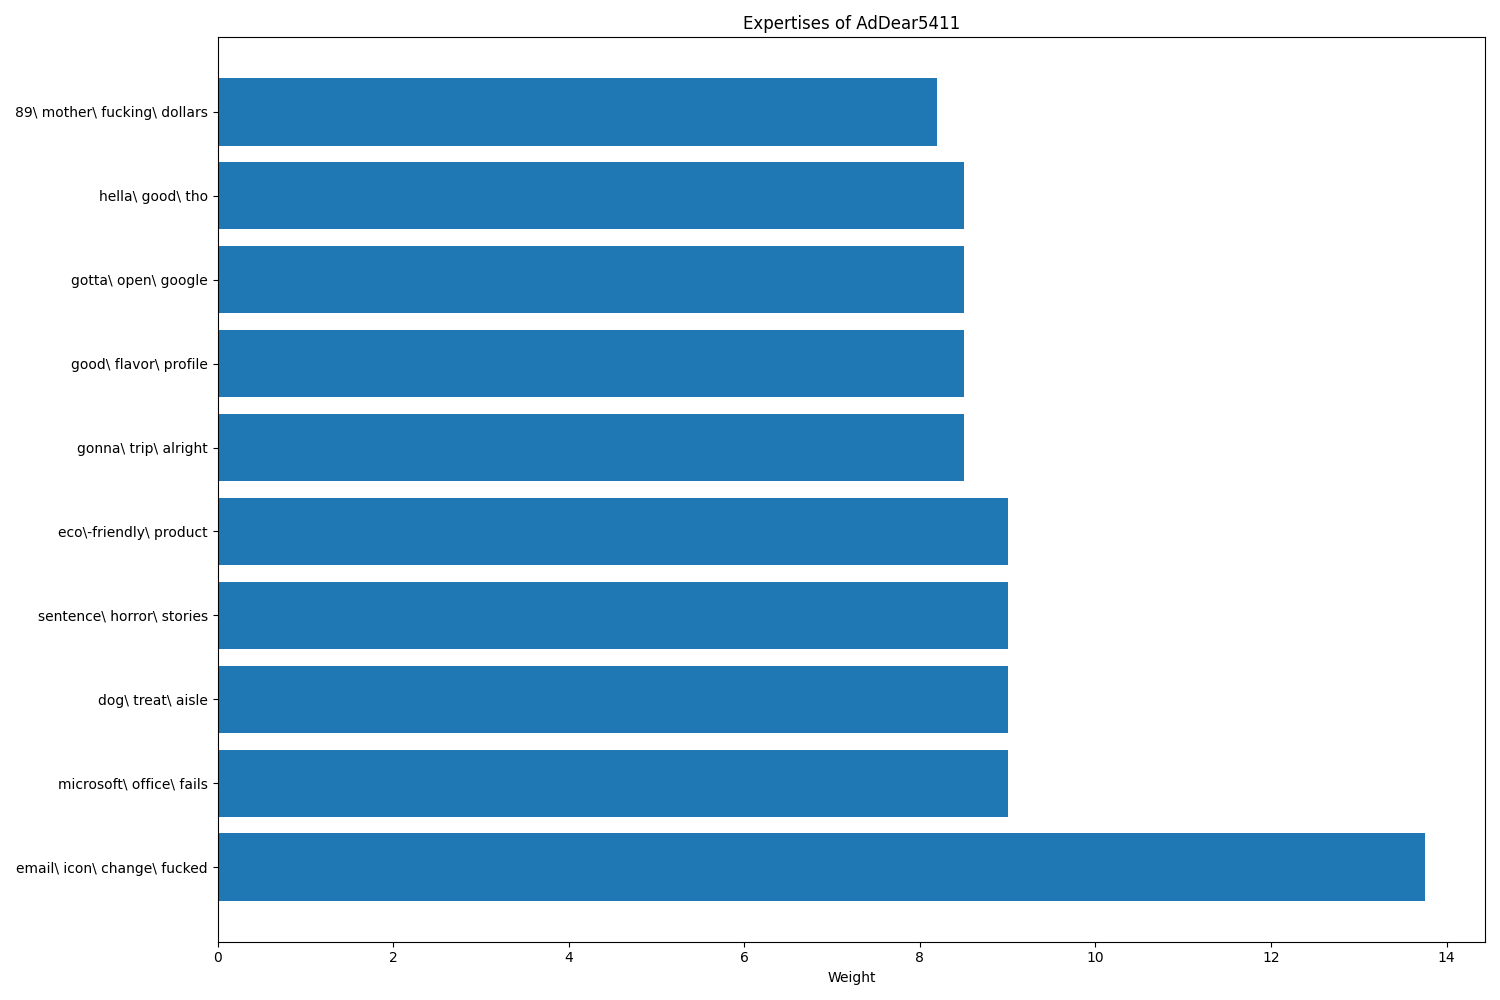 Expertises of AdDear5411
89\ mother\ fucking\ dollars
hella\ good\ tho
gotta\ open\ google
good\ flavor\ profile
gonna\ trip\ alright
eco\-friendly\ product
sentence\ horror\ stories
dog\ treat\ aisle
microsoft\ office\ fails
email\ icon\ change\ fucked
0 2 4 6 8 10 12 14
Weight